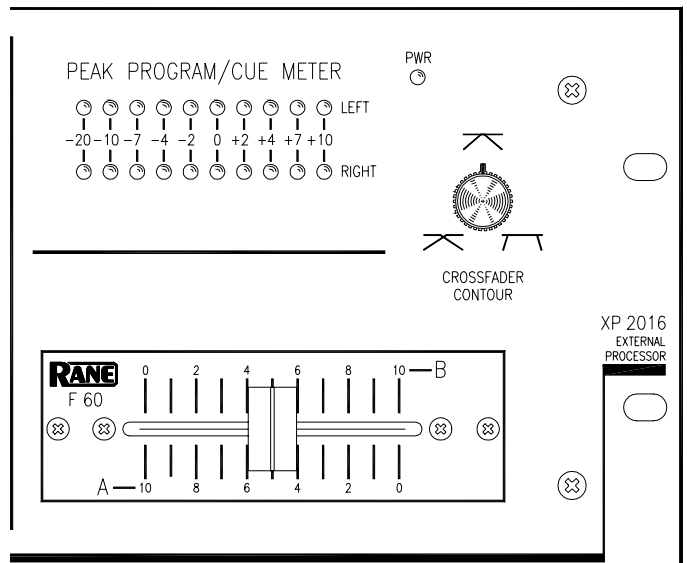 PWR
PEAK PROGRAM/CUE METER
LEFT
-20 -10 -7 -4 -2 0 +2 +4 +7 +10
RIGHT
CROSSFADER
CONTOUR
XP 2016
EXTERNAL
PROCESSOR
RANE
F 60
0 2 4 6 8 10 B
A 10 8 6 4 2 0